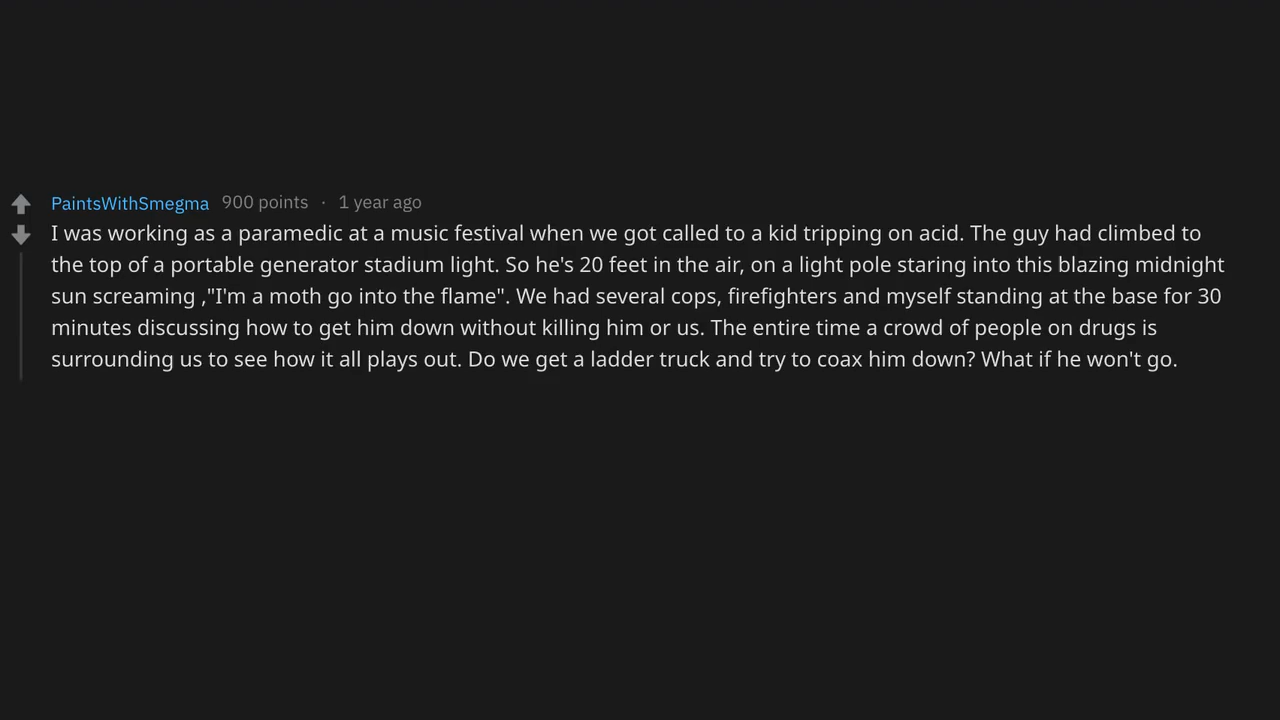 PaintsWithSmegma 900 points · 1 year ago
I was working as a paramedic at a music festival when we got called to a kid tripping on acid. The guy had climbed to
the top of a portable generator stadium light. So he's 20 feet in the air, on a light pole staring into this blazing midnight
sun screaming ,"I'm a moth go into the flame". We had several cops, firefighters and myself standing at the base for 30
minutes discussing how to get him down without killing him or us. The entire time a crowd of people on drugs is
surrounding us to see how it all plays out. Do we get a ladder truck and try to coax him down? What if he won't go.